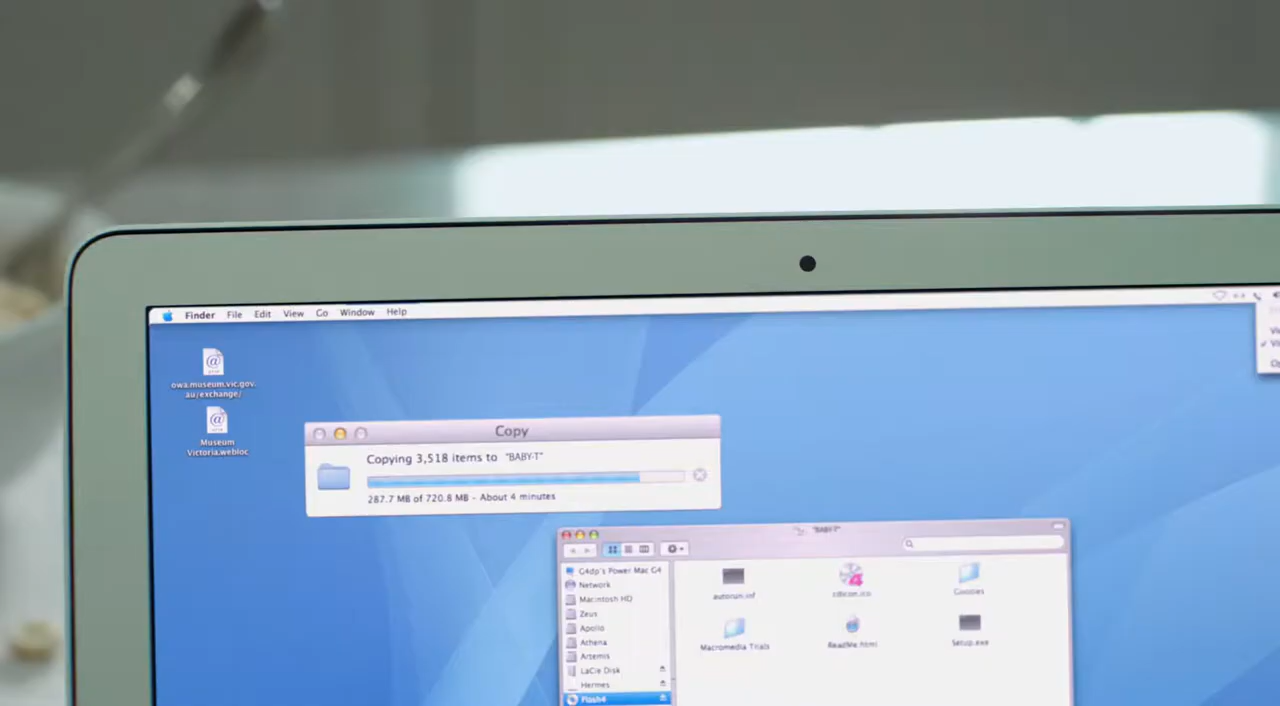 Finder File Edit View Go Window Help
owa.museum.vic.gov.
au/exchange/
Museum
Victoria.webloc
Copy
Copying 3,518 items to "BABY-T"
287.7 MB of 720.8 MB - About 4 minutes
"BABY-T"
G4dp's Power Mac G4
Network
Macintosh HD
Zeus
Apollo
Athena
Artemis
LaCie Disk
Hermes
Flash4
autorun.inf
Goodies
Macromedia Trials
ReadMe.html
Setup.exe